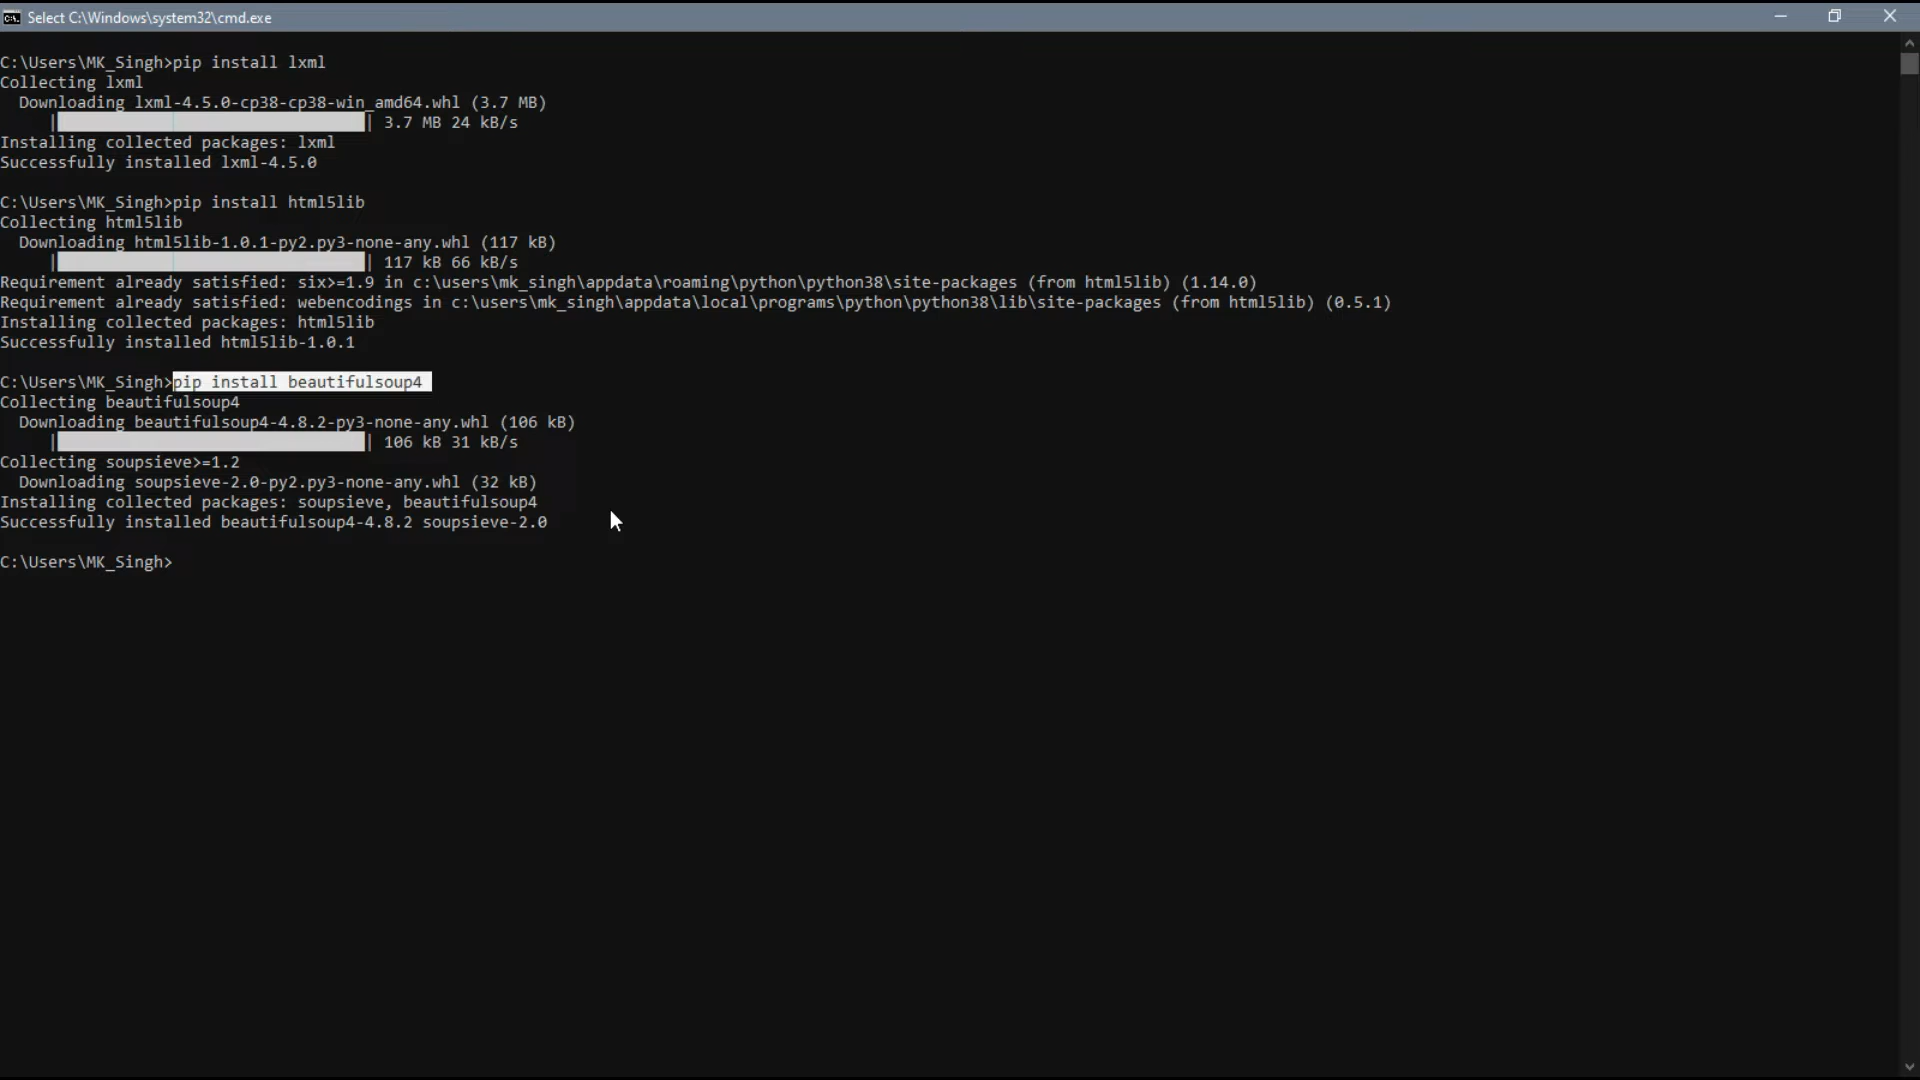 Select C:\Windows\system32\cmd.exe
C:\Users\MK_Singh>pip install lxml
Collecting lxml
Downloading lxml-4.5.0-cp38-cp38-win_amd64.whl (3.7 MB)
| | 3.7 MB 24 kB/s
Installing collected packages: lxml
Successfully installed lxml-4.5.0
C:\Users\MK_Singh>pip install html5lib
Collecting html5lib
Downloading html5lib-1.0.1-py2.py3-none-any.whl (117 kB)
| | 117 kB 66 kB/s
Requirement already satisfied: six>=1.9 in c:\users\mk_singh\appdata\roaming\python\python38\site-packages (from html5lib) (1.14.0)
Requirement already satisfied: webencodings in c:\users\mk_singh\appdata\local\programs\python\python38\lib\site-packages (from html5lib) (0.5.1)
Installing collected packages: html5lib
Successfully installed html5lib-1.0.1
C:\Users\MK_Singh>pip install beautifulsoup4
Collecting beautifulsoup4
Downloading beautifulsoup4-4.8.2-py3-none-any.whl (106 kB)
| | 106 kB 31 kB/s
Collecting soupsieve>=1.2
Downloading soupsieve-2.0-py2.py3-none-any.whl (32 kB)
Installing collected packages: soupsieve, beautifulsoup4
Successfully installed beautifulsoup4-4.8.2 soupsieve-2.0
C:\Users\MK_Singh>